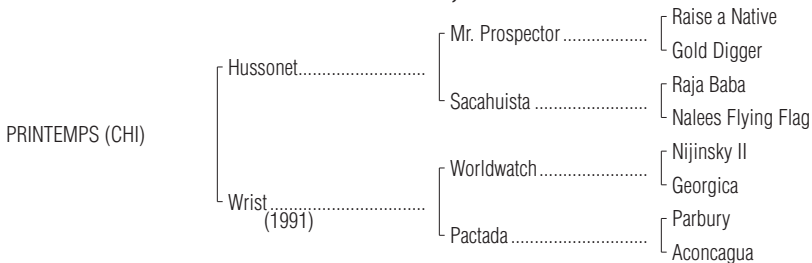 Raise a Native
Mr. Prospector ..................
Gold Digger
Hussonet...........................
Raja Baba
Sacahuista ........................
Nalees Flying Flag
PRINTEMPS (CHI)
Nijinsky II
Worldwatch.......................
Georgica
Wrist .................................
(1991)
Parbury
Pactada .............................
Aconcagua